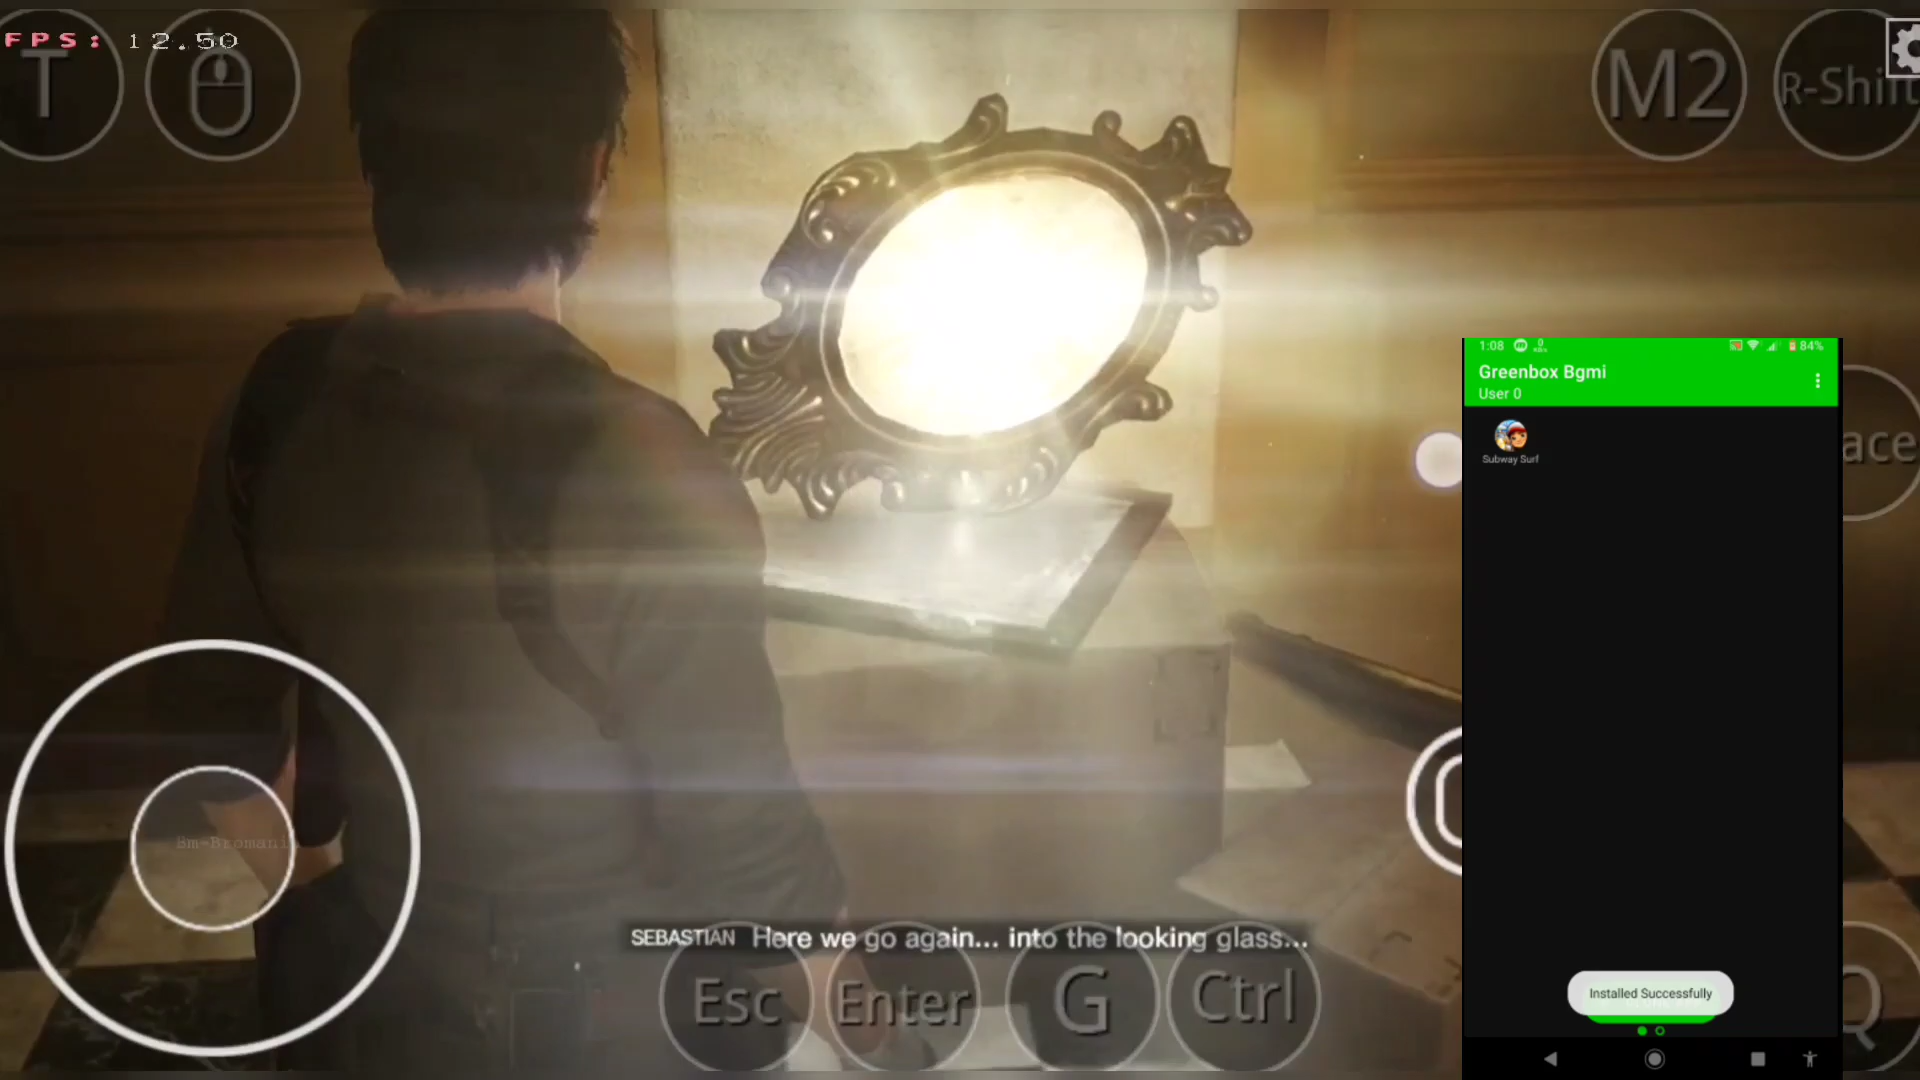 FPS: 12.50
T
M2
R-Shift
1:08
84%
Greenbox Bgmi
User 0
Subway Surf
ace
SEBASTIAN Here we go again... into the looking glass...
Esc
Enter
G
Ctrl
Installed Successfully
Q